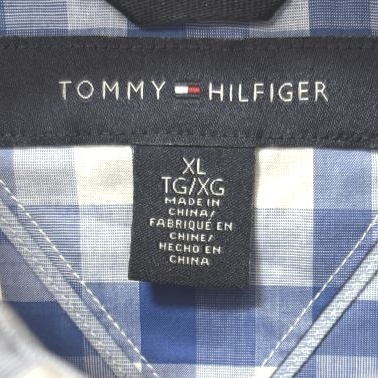 TOMMY HILFIGER
XL
TG/XG
MADE IN
CHINA/
FABRIQUÉ EN
CHINE/
HECHO EN
CHINA